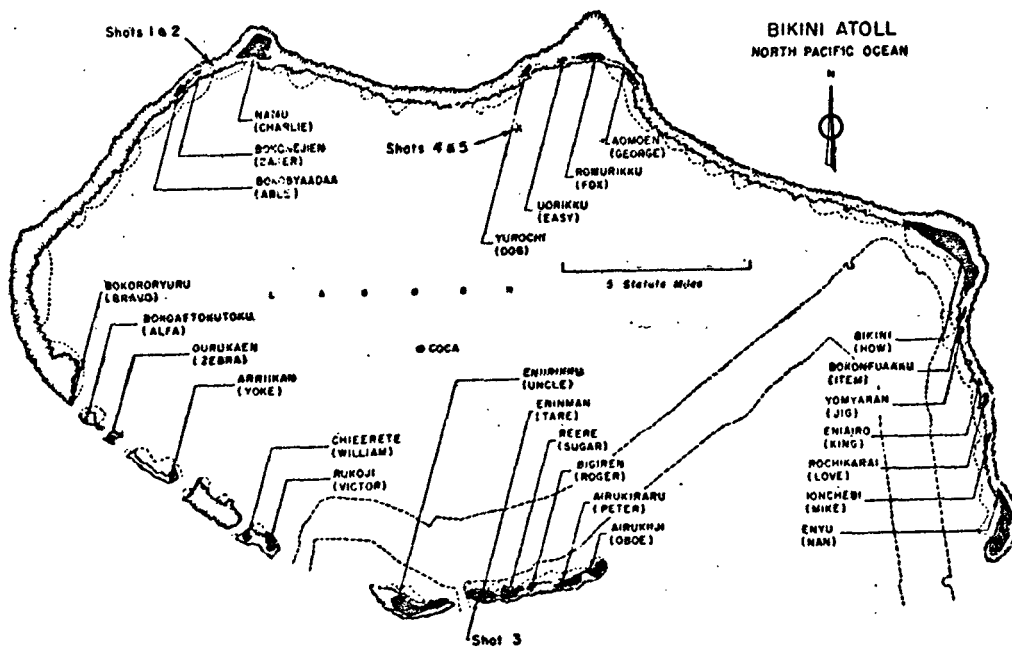 BIKINI ATOLL
NORTH PACIFIC OCEAN
N
Shots 1 & 2
NAMU
(CHARLIE)
(ABLE)
Shots 4 & 5
LAOMOEN
(GEORGE)
ROMURIKKU
(FOX)
UORIKKU
(EASY)
YUROCHI
(DOG)
5 Statute Miles
L A G O O N
COCA
BOKORORYURU
(BRAVO)
BOKOAETOKUTOKU
(ALFA)
OURUKAEN
(ZEBRA)
ARRIIKAN
(YOKE)
(UNCLE)
ERINMAN
(TARE)
REERE
(SUGAR)
BIGIREN
(ROGER)
AIRUKIRARU
(PETER)
AIRUKIIJI
(OBOE)
CHIEERETE
(WILLIAM)
RUKOJI
(VICTOR)
BIKINI
(HOW)
BOKONFUAAKU
(ITEM)
YOMYARAN
(JIG)
ENIAIRO
(KING)
ROCHIKARAI
(LOVE)
IONCHEBI
(MIKE)
ENYU
(NAN)
Shot 3